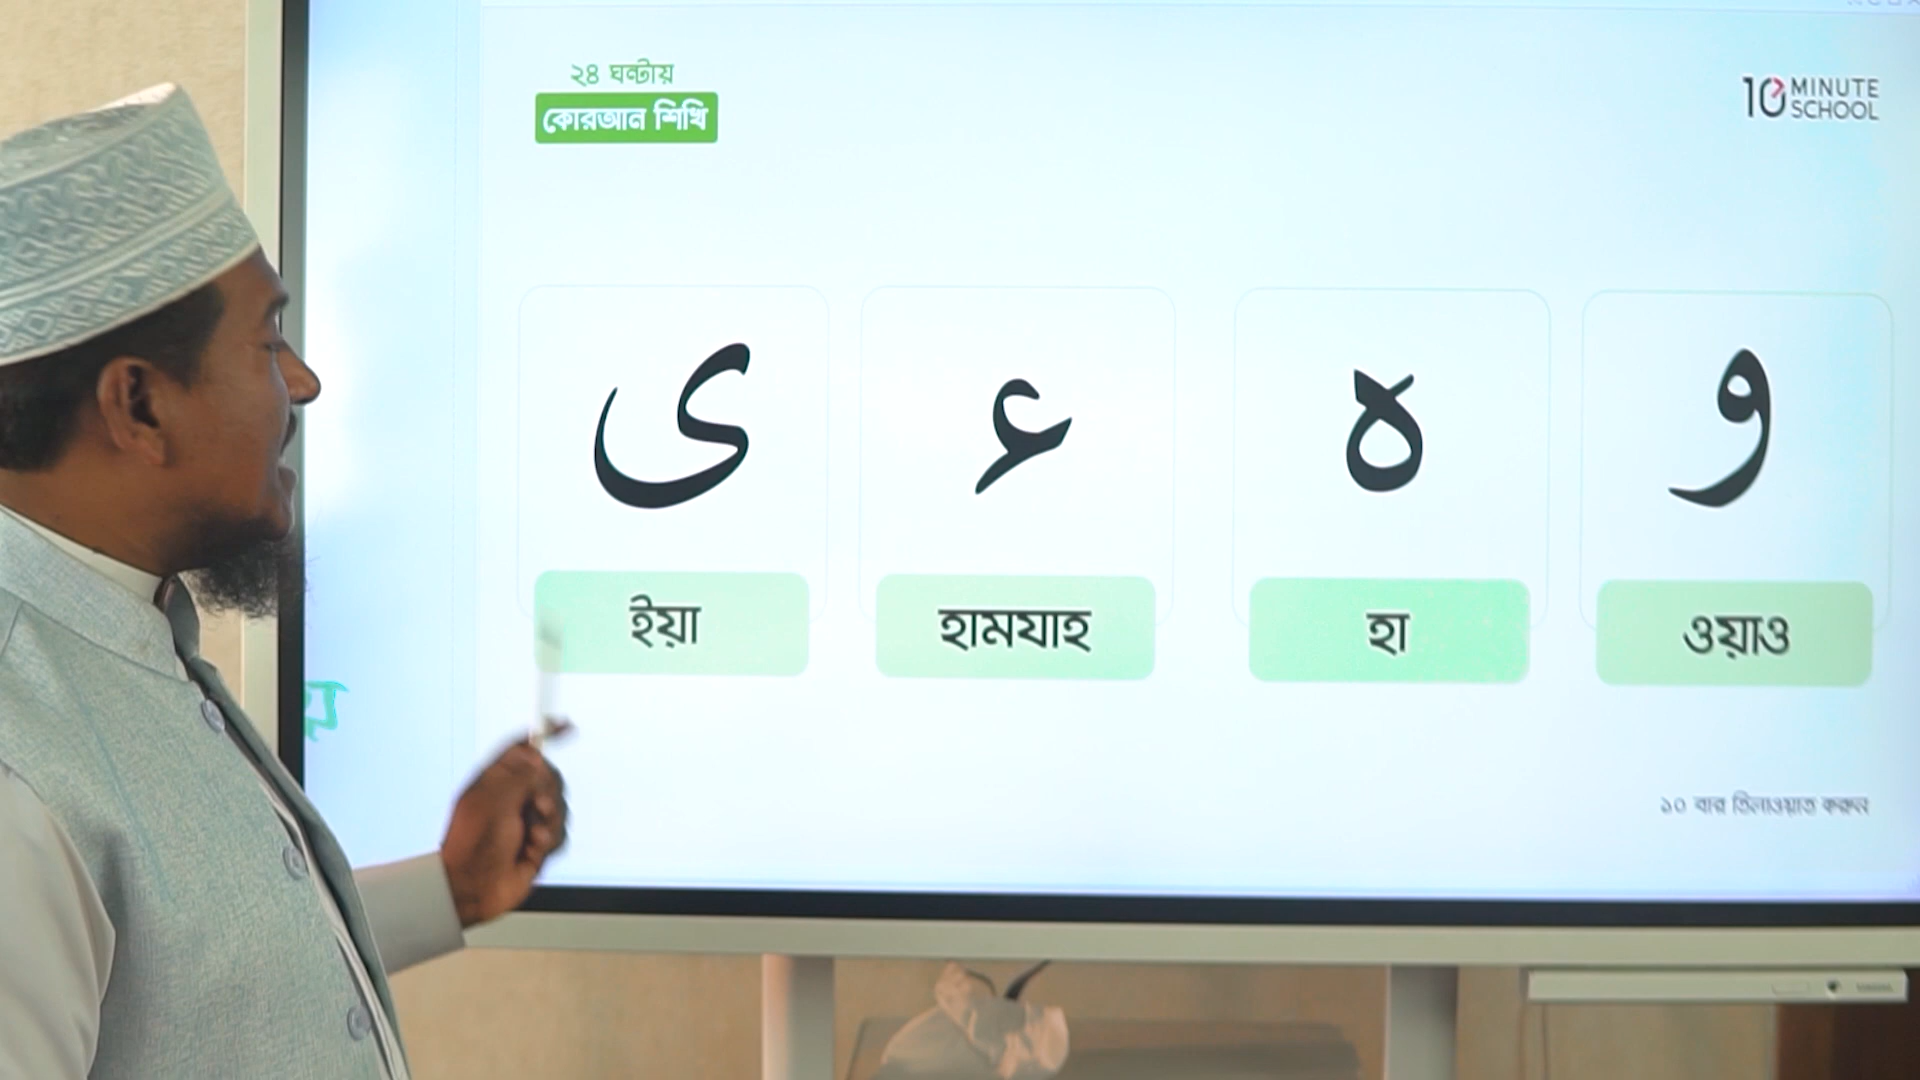 ২৪ ঘন্টায়
কোরআন শিখি
10 MINUTE
SCHOOL
ى ء ه و
ইয়া হামযাহ হা ওয়াও
১০ বার তিলাওয়াত করুন